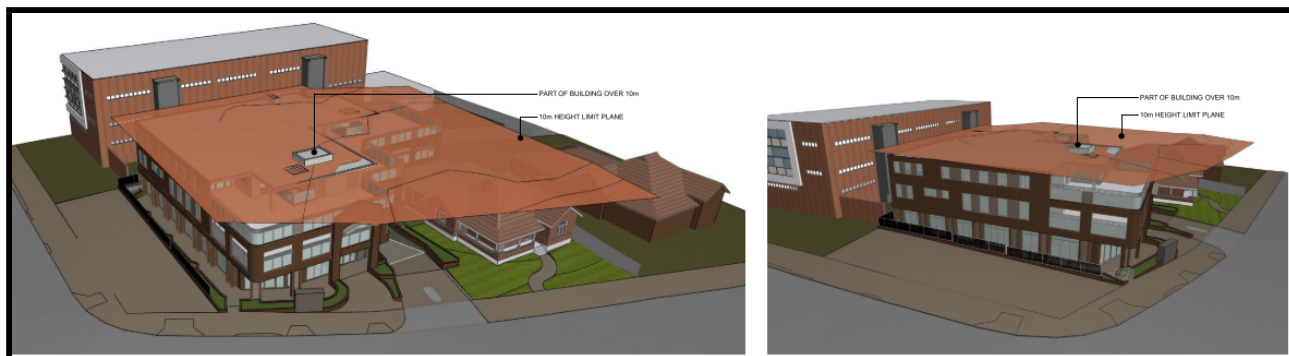 PART OF BUILDING OVER 10m
10m HEIGHT LIMIT PLANE
PART OF BUILDING OVER 10m
10m HEIGHT LIMIT PLANE